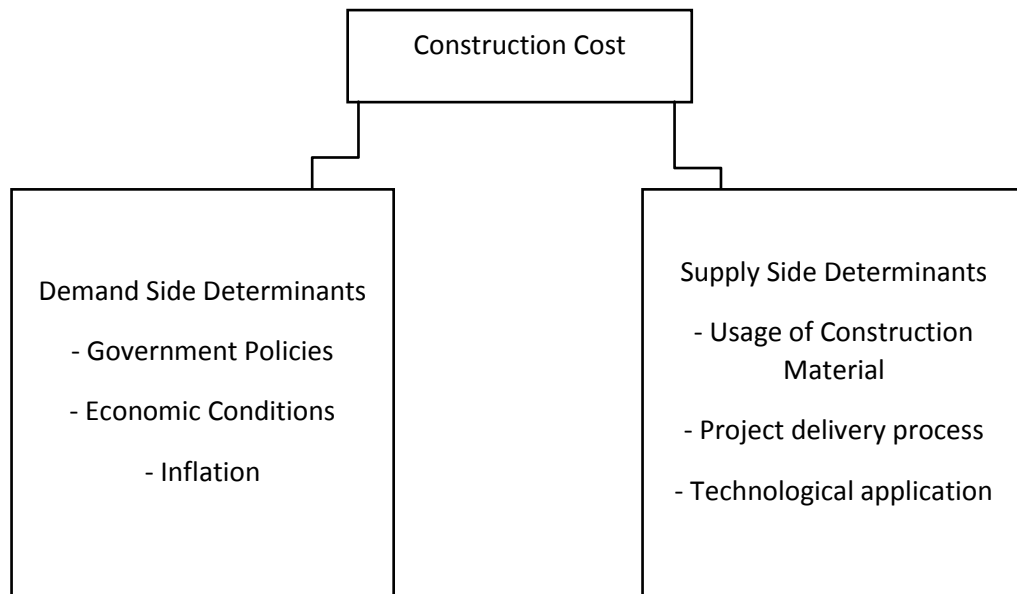 Construction Cost
Demand Side Determinants
- Government Policies
- Economic Conditions
- Inflation
Supply Side Determinants
- Usage of Construction
Material
- Project delivery process
- Technological application